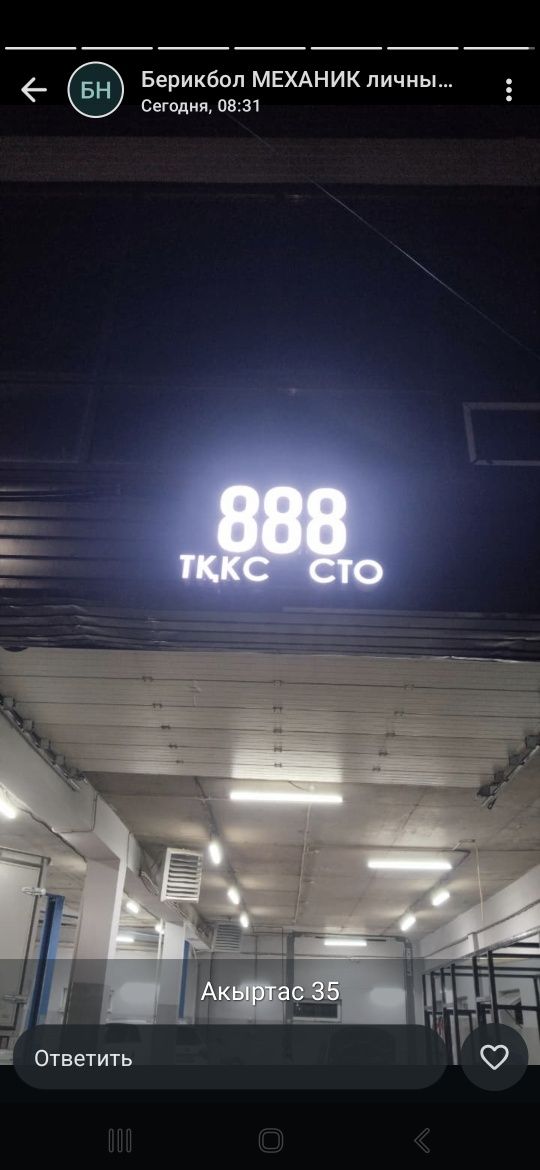 БН
Берикбол МЕХАНИК личны...
Сегодня, 08:31
888
ТҚКС СТО
Акыртас 35
Ответить